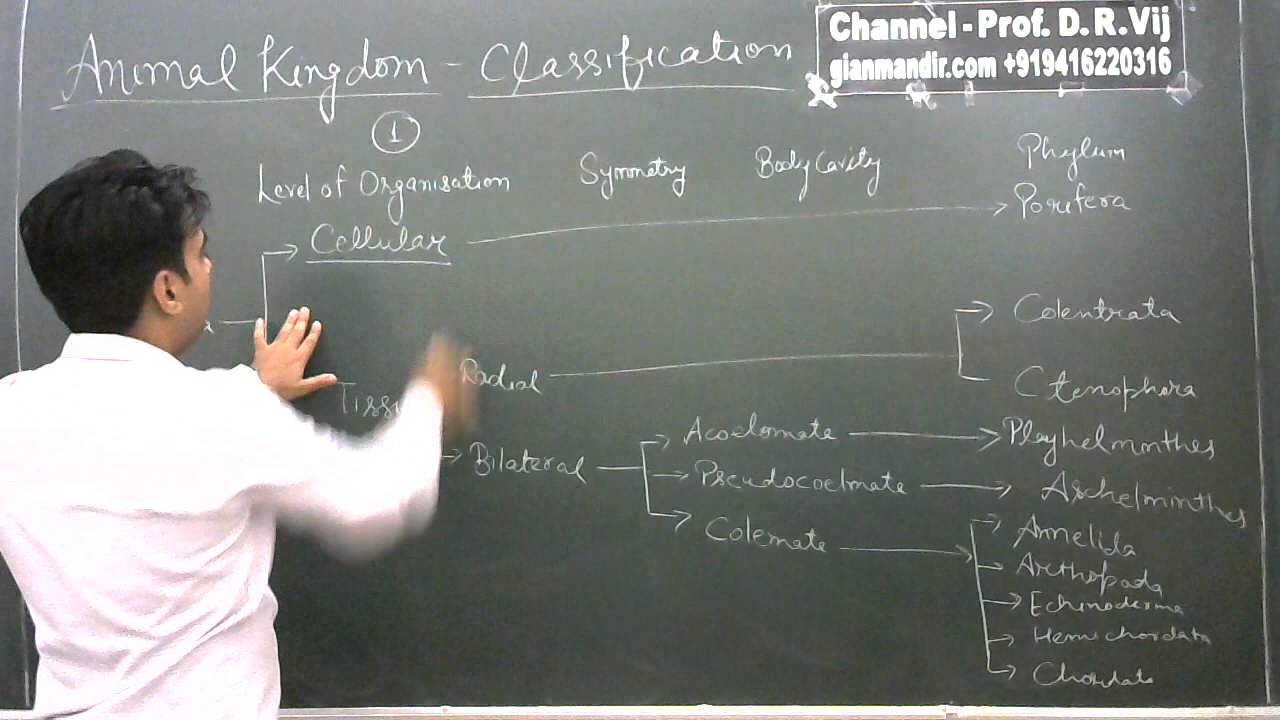 Channel - Prof. D. R. Vij
gianmandir.com +919416220316
Animal Kingdom - Classification
1
Level of Organisation Symmetry Body Cavity Phylum
Cellular Porifera
Colentrata
Radial
Ctenophora
Acoelomate Playhelminthes
Bilateral Pseudocoelmate Aschelminthes
Colemate Annelida
Arthopada
Echinoderma
Hemichordata
Chordata